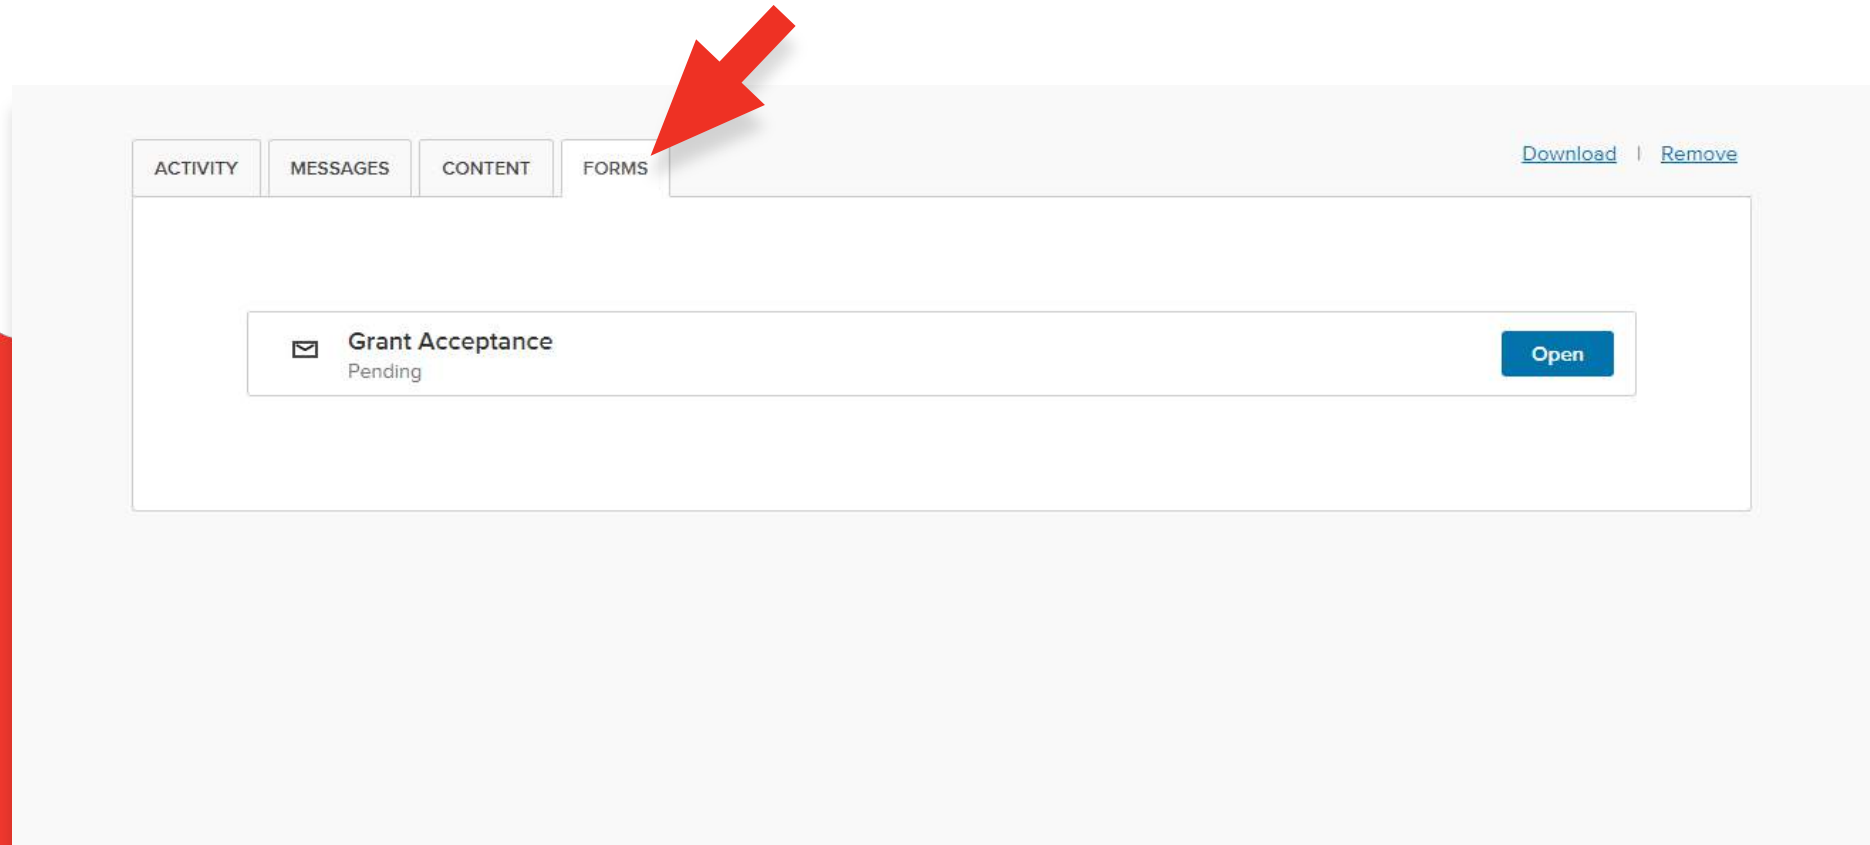 ACTIVITY MESSAGES CONTENT FORMS Download | Remove
Grant Acceptance
Pending
Open